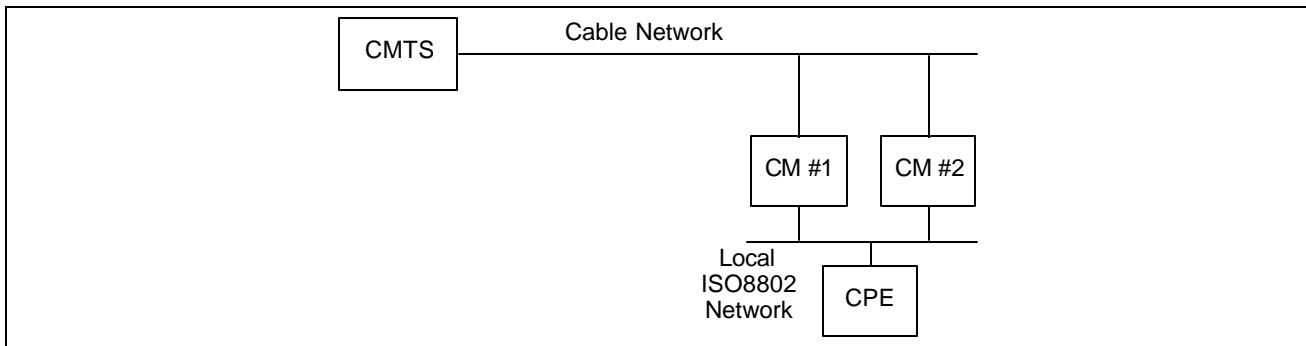 Cable Network
CMTS
CM #1
CM #2
Local
ISO8802
Network
CPE